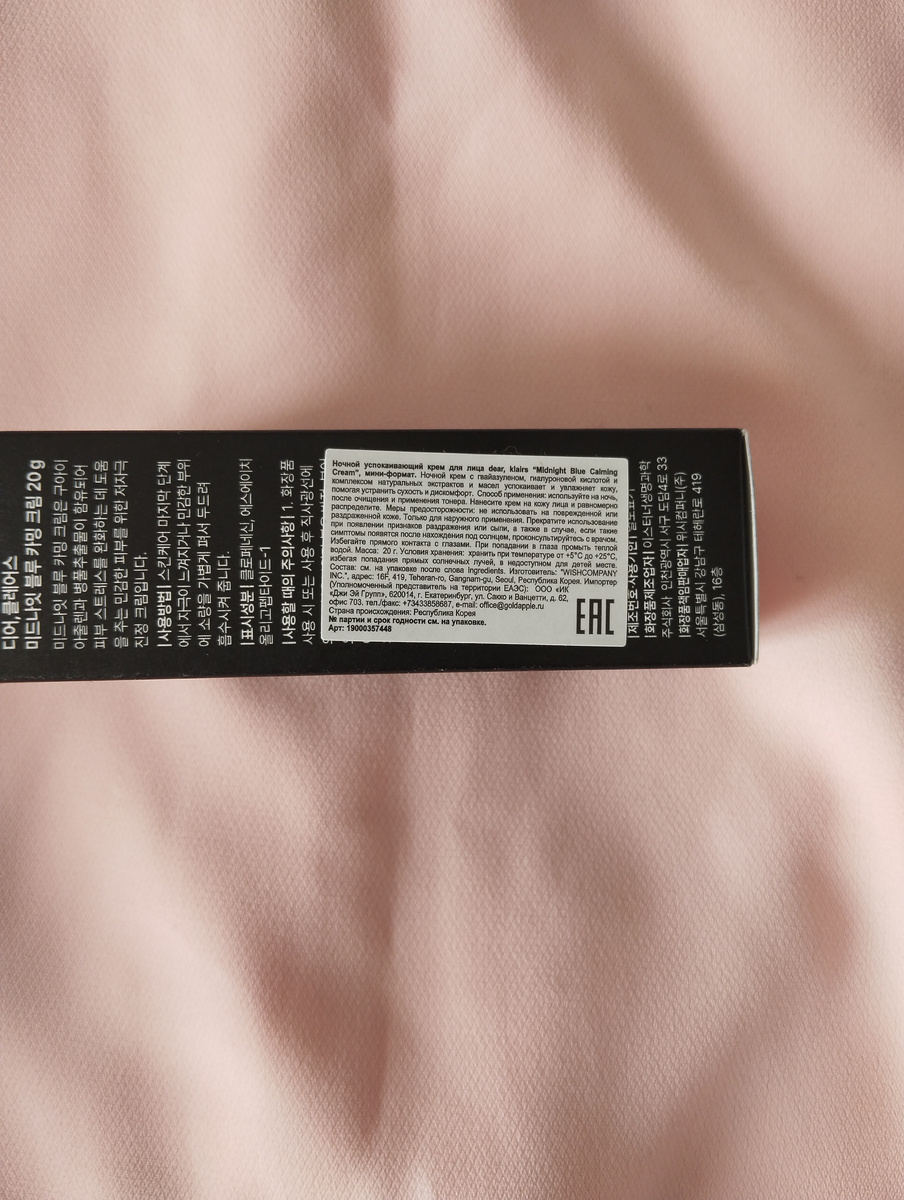 디어,클레어스
미드나잇 블루 카밍 크림 20g
미드나잇 블루 카밍 크림은 구아이
아줄렌과 병풀추출물이 함유되어
피부 스트레스를 완화하는 데 도움
을 주는 민감한 피부를 위한 저자극
진정 크림입니다.
|사용방법| 스킨케어 마지막 단계
에서 자극이 느껴지거나 민감한 부위
에 소량을 가볍게 펴서 두드려
흡수시켜 줍니다.
|표시성분| 클로페네신, 에스에이치
올리고펩타이드-1
|사용할 때의 주의사항| 1. 화장품
사용 시 또는 사용 후 직사광선에
Ночной успокаивающий крем для лица dear, klairs "Midnight Blue Calming
Cream", мини-формат. Ночной крем с гвайазуленом, гиалуроновой кислотой и
комплексом натуральных экстрактов и масел успокаивает и увлажняет кожу,
помогая устранить сухость и дискомфорт. Способ применения: используйте на ночь,
после очищения и применения тонера. Нанесите крем на кожу лица и равномерно
распределите. Меры предосторожности: не использовать на поврежденной или
раздраженной коже. Только для наружного применения. Прекратите использование
при появлении признаков раздражения или сыпи, а также в случае, если такие
симптомы появятся после нахождения под солнцем, проконсультируйтесь с врачом.
Избегайте прямого контакта с глазами. При попадании в глаза промыть теплой
водой. Масса: 20 г. Условия хранения: хранить при температуре от +5°C до +25°C,
избегая попадания прямых солнечных лучей, в недоступном для детей месте.
Состав: см. на упаковке после слова Ingredients. Изготовитель: "WISHCOMPANY
INC.", адрес: 16F, 419, Teheran-ro, Gangnam-gu, Seoul, Республика Корея. Импортер
(Уполномоченный представитель на территории ЕАЭС): ООО «ИК
«Джи Эй Групп», 620014, г. Екатеринбург, ул. Сакко и Ванцетти, д. 62,
офис 703. тел./факс: +73433858687, e-mail: office@goldapple.ru
Страна происхождения: Республика Корея
№ партии и срок годности см. на упаковке.
Арт: 19000357448
EAC
|화장품제조업자| 이스터너생명과학
주식회사 인천광역시 서구 도담4로 33
|화장품책임판매업자| 위시컴퍼니(주)
서울특별시 강남구 테헤란로 419
(삼성동), 16층